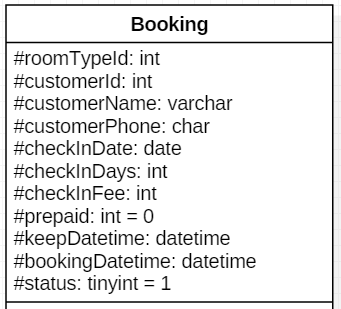 Booking
#roomTypeId: int
#customerId: int
#customerName: varchar
#customerPhone: char
#checkInDate: date
#checkInDays: int
#checkInFee: int
#prepaid: int = 0
#keepDatetime: datetime
#bookingDatetime: datetime
#status: tinyint = 1